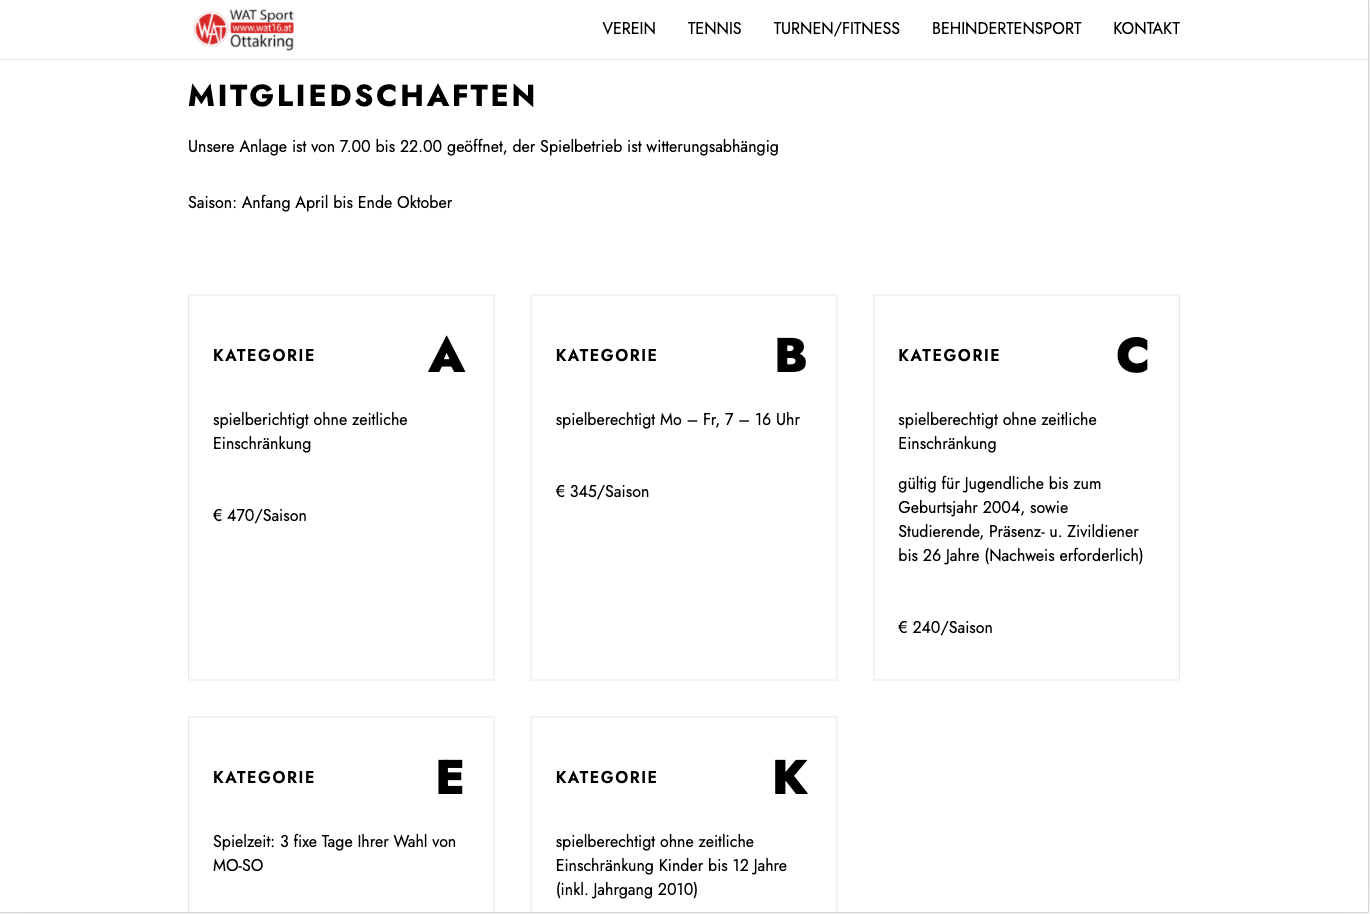 WAT Sport
WAT
www.wat16.at
Ottakring
VEREIN
TENNIS
TURNEN/FITNESS
BEHINDERTENSPORT
KONTAKT
MITGLIEDSCHAFTEN
Unsere Anlage ist von 7.00 bis 22.00 geöffnet, der Spielbetrieb ist witterungsabhängig
Saison: Anfang April bis Ende Oktober
KATEGORIE A
spielberichtigt ohne zeitliche
Einschränkung
€ 470/Saison
KATEGORIE B
spielberechtigt Mo – Fr, 7 – 16 Uhr
€ 345/Saison
KATEGORIE C
spielberechtigt ohne zeitliche
Einschränkung
gültig für Jugendliche bis zum
Geburtsjahr 2004, sowie
Studierende, Präsenz- u. Zivildiener
bis 26 Jahre (Nachweis erforderlich)
€ 240/Saison
KATEGORIE E
Spielzeit: 3 fixe Tage Ihrer Wahl von
MO-SO
KATEGORIE K
spielberechtigt ohne zeitliche
Einschränkung Kinder bis 12 Jahre
(inkl. Jahrgang 2010)